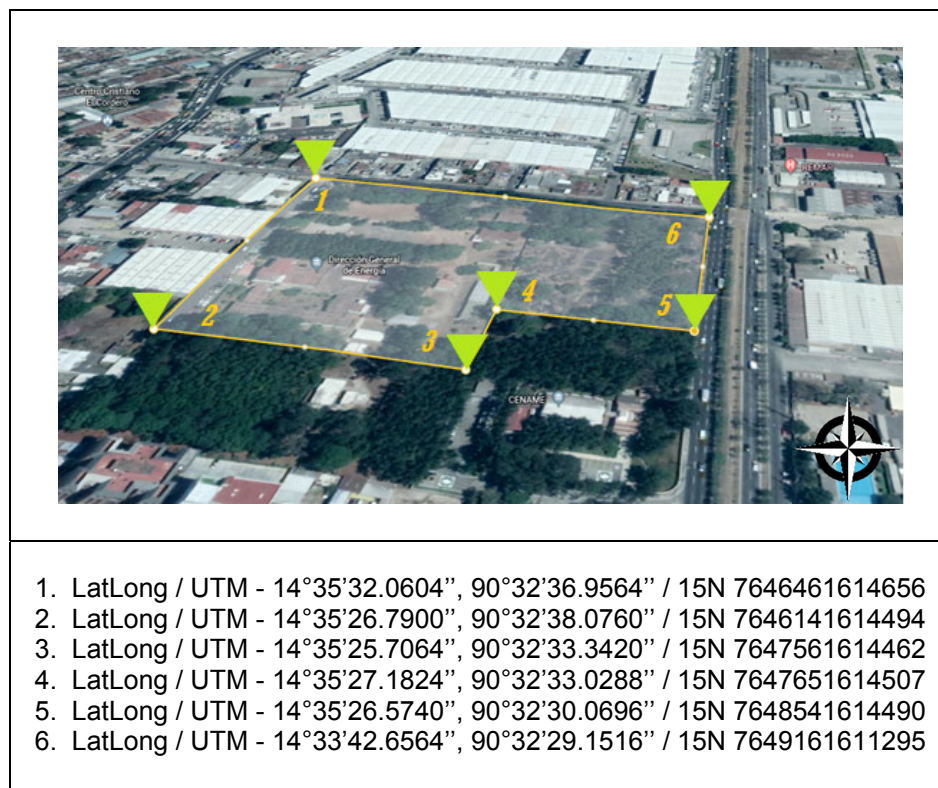 Centro Cristiano
El Cordero
REMAR
1
6
Dirección General
de Energía
4
5
2
3
CENAME
1. LatLong / UTM - 14°35’32.0604’’, 90°32’36.9564’’ / 15N 7646461614656
2. LatLong / UTM - 14°35’26.7900’’, 90°32’38.0760’’ / 15N 7646141614494
3. LatLong / UTM - 14°35’25.7064’’, 90°32’33.3420’’ / 15N 7647561614462
4. LatLong / UTM - 14°35’27.1824’’, 90°32’33.0288’’ / 15N 7647651614507
5. LatLong / UTM - 14°35’26.5740’’, 90°32’30.0696’’ / 15N 7648541614490
6. LatLong / UTM - 14°33’42.6564’’, 90°32’29.1516’’ / 15N 7649161611295